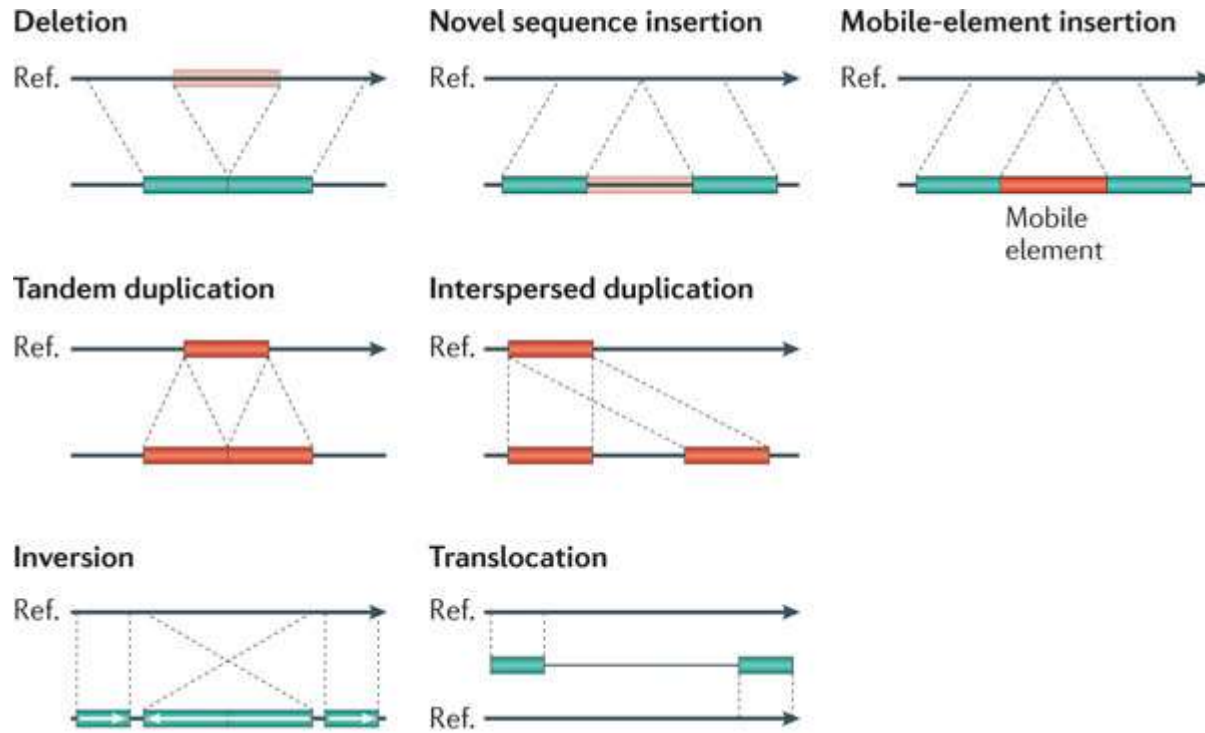 Deletion
Novel sequence insertion
Mobile-element insertion
Ref.
Ref.
Ref.
Mobile
element
Tandem duplication
Interspersed duplication
Ref.
Ref.
Inversion
Translocation
Ref.
Ref.
Ref.